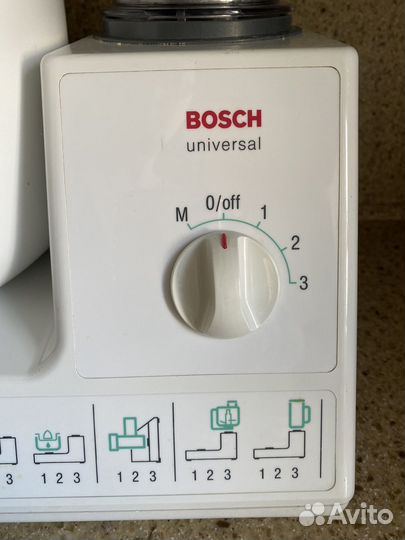 BOSCH
universal
M 0/off 1
2
3
3 1 2 3 1 2 3 1 2 3 1 2 3
Avito